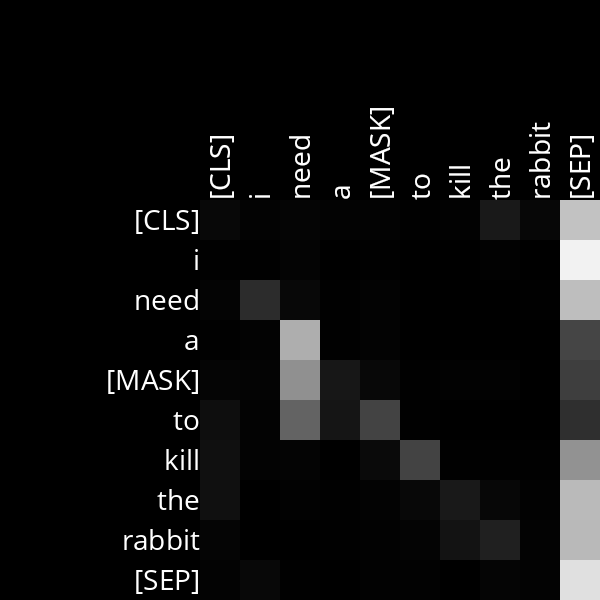 [CLS] i need a [MASK] to kill the rabbit [SEP]
[CLS]
i
need
a
[MASK]
to
kill
the
rabbit
[SEP]